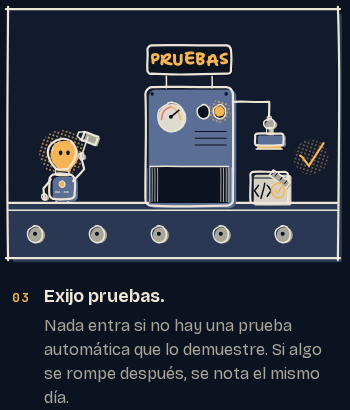 PRUEBAS
</>
03 Exijo pruebas.
Nada entra si no hay una prueba
automática que lo demuestre. Si algo
se rompe después, se nota el mismo
día.